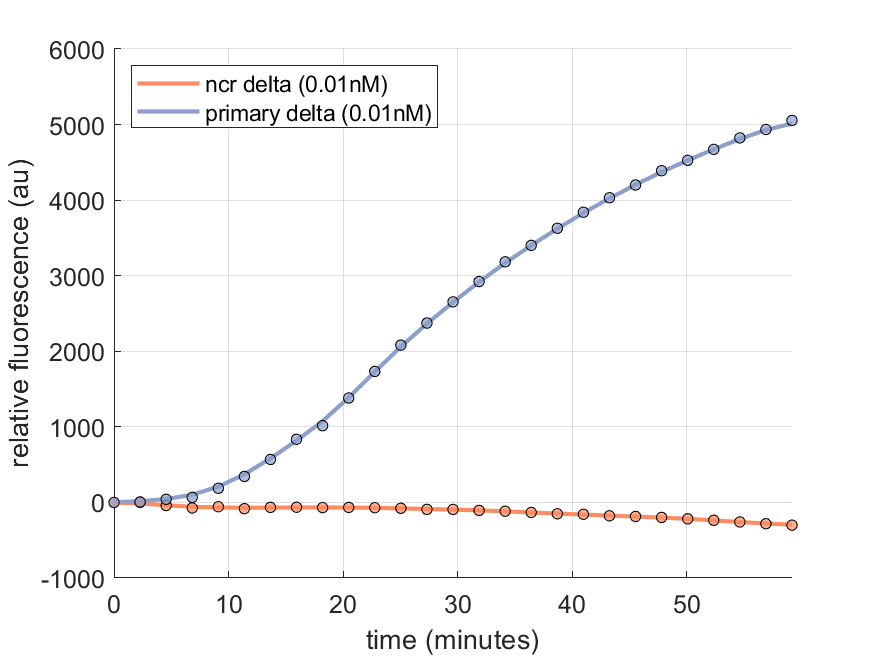 6000
5000
4000
3000
2000
1000
0
-1000
relative fluorescence (au)
ncr delta (0.01nM)
primary delta (0.01nM)
0 10 20 30 40 50
time (minutes)